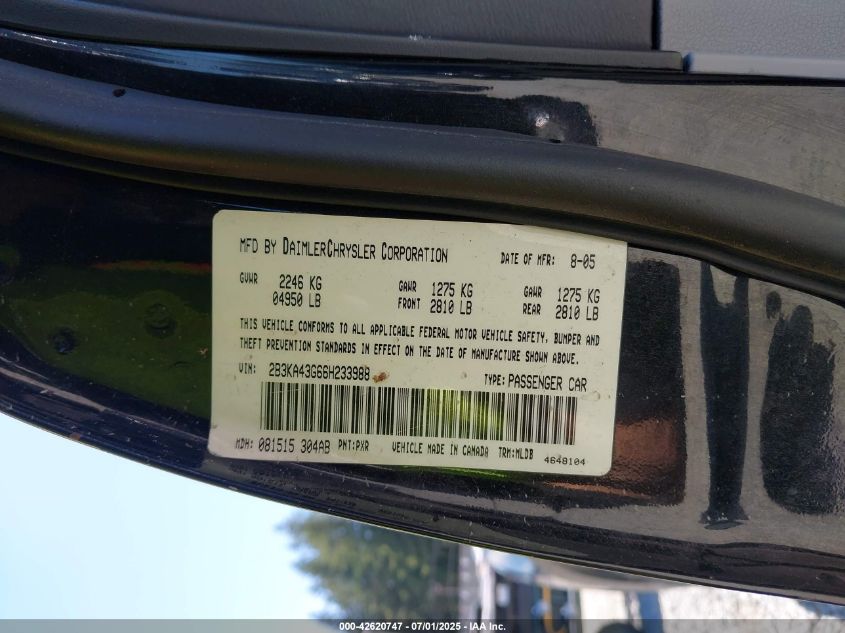 MFD BY DAIMLERCHRYSLER CORPORATION DATE OF MFR: 8-05
GVWR 2246 KG GAWR 1275 KG GAWR 1275 KG
04950 LB FRONT 2810 LB REAR 2810 LB
THIS VEHICLE CONFORMS TO ALL APPLICABLE FEDERAL MOTOR VEHICLE SAFETY, BUMPER AND
THEFT PREVENTION STANDARDS IN EFFECT ON THE DATE OF MANUFACTURE SHOWN ABOVE.
VIN: 2B3KA43G66H233988 TYPE: PASSENGER CAR
MDH: 081515 304AB PNT:PXR VEHICLE MADE IN CANADA TRM:MLDB
4648104
000-42620747 - 07/01/2025 - IAA Inc.